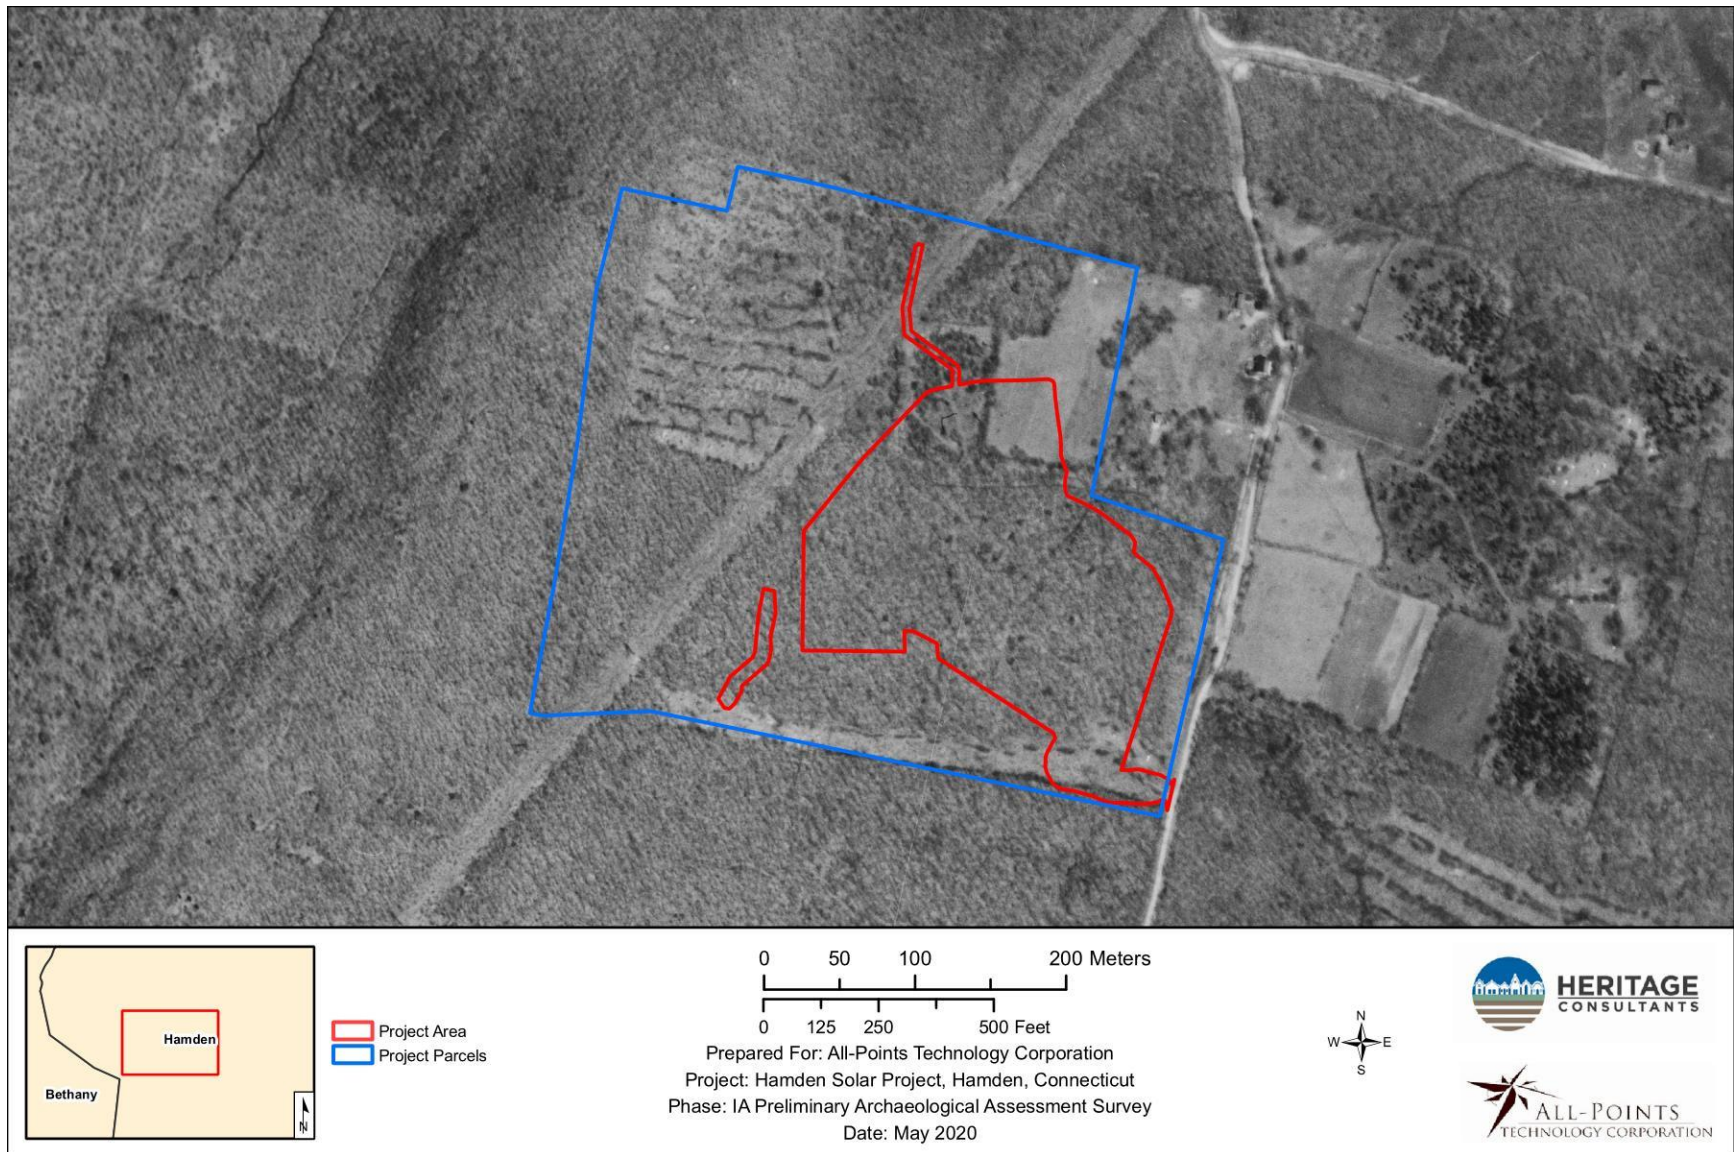 Hamden
Bethany
N
Project Area
Project Parcels
0 50 100 200 Meters
0 125 250 500 Feet
Prepared For: All-Points Technology Corporation
Project: Hamden Solar Project, Hamden, Connecticut
Phase: IA Preliminary Archaeological Assessment Survey
Date: May 2020
N
W E
S
HERITAGE
CONSULTANTS
ALL-POINTS
TECHNOLOGY CORPORATION